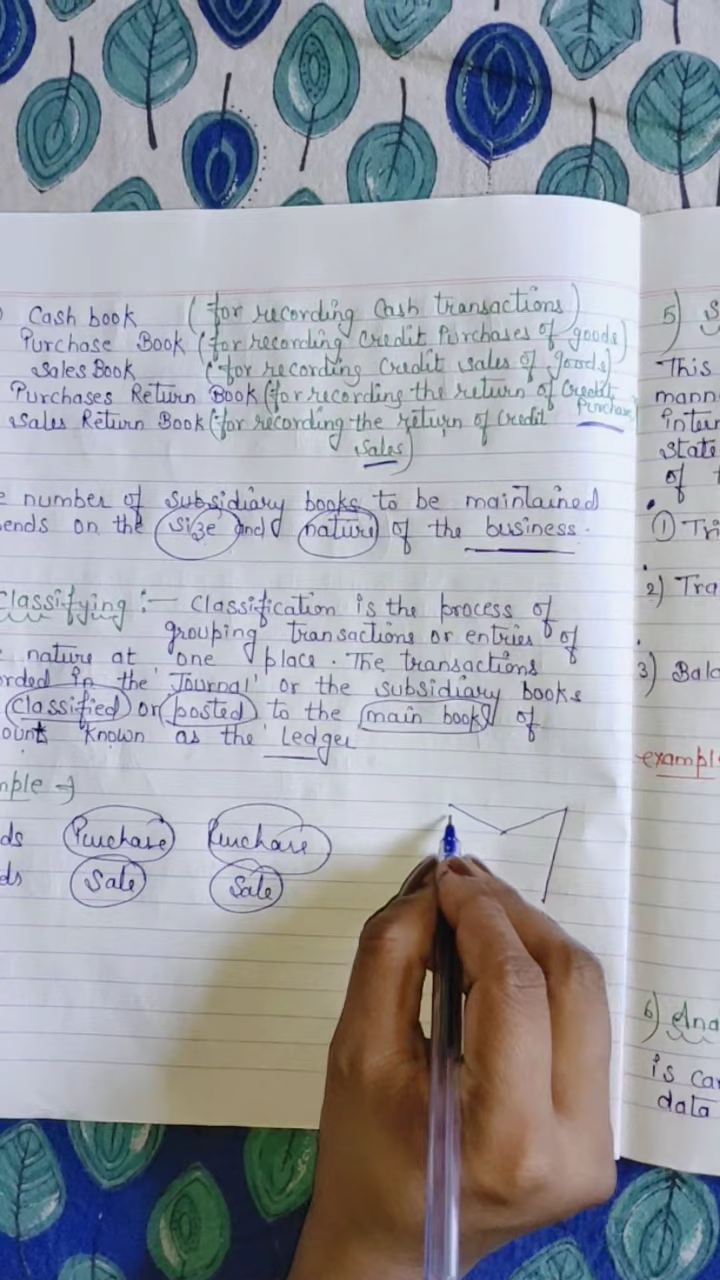 Cash book (for recording Cash transactions)
Purchase Book (for recording Credit Purchases of goods)
Sales Book (for recording Credit sales of goods)
Purchases Return Book (for recording the return of Credit Purchase
Sales Return Book (for recording the return of Credit
Sales)
number of subsidiary books to be maintained
ends on the size and nature of the business.
Classifying :— Classification is the process of
grouping transactions or entries of
nature at one place. The transactions
orded in the 'Journal' or the subsidiary books
classified or posted to the main book of
ount known as the Ledger
mple →
ds Purchase Purchase
ds Sale Sale
5) S
This
mann
inter
State
of t
① Tri
2) Tra
3) Bala
example
6) Ana
is car
data